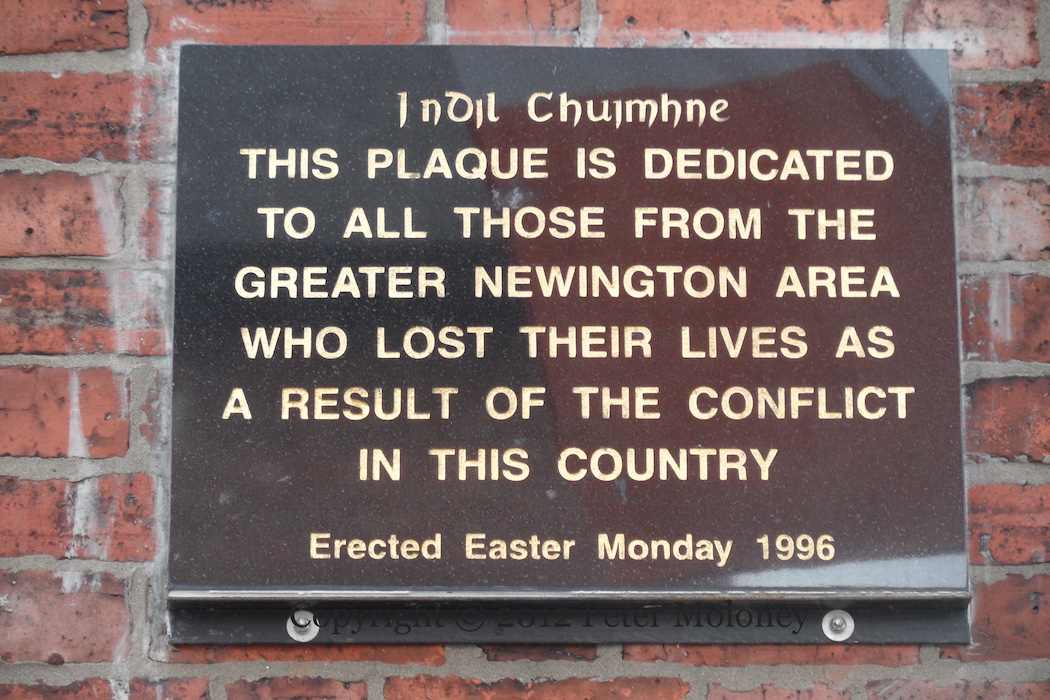 Indil Chuimhne
THIS PLAQUE IS DEDICATED
TO ALL THOSE FROM THE
GREATER NEWINGTON AREA
WHO LOST THEIR LIVES AS
A RESULT OF THE CONFLICT
IN THIS COUNTRY
Erected Easter Monday 1996
Copyright © 2012 Peter Moloney